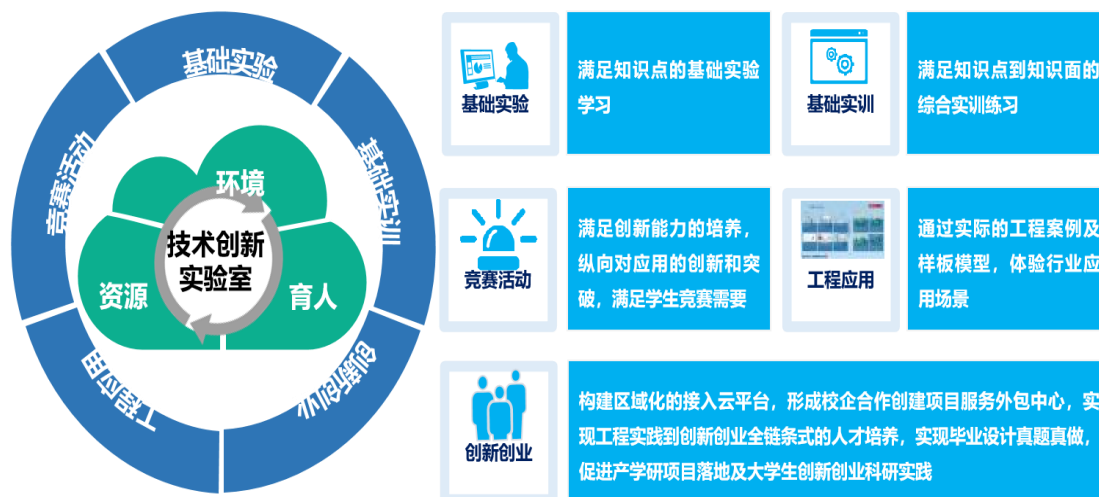 基础实验
竞赛活动
基础实训
工程应用
创新创业
环境
技术创新
实验室
资源
育人
基础实验
满足知识点的基础实验
学习
基础实训
满足知识点到知识面的
综合实训练习
竞赛活动
满足创新能力的培养，
纵向对应用的创新和突
破，满足学生竞赛需要
工程应用
通过实际的工程案例及
样板模型，体验行业应
用场景
创新创业
构建区域化的接入云平台，形成校企合作创建项目服务外包中心，实
现工程实践到创新创业全链条式的人才培养，实现毕业设计真题真做，
促进产学研项目落地及大学生创新创业科研实践